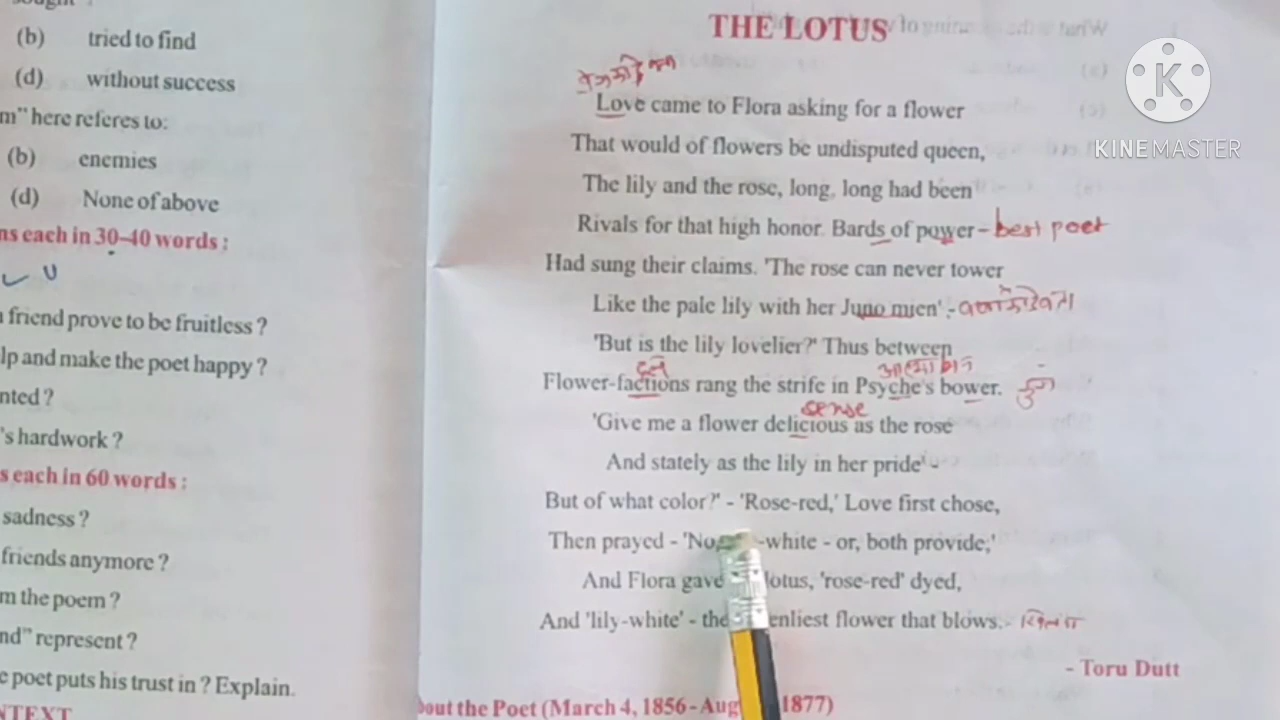 (b) tried to find
(d) without success
m" here referes to:
(b) enemies
(d) None of above
ns each in 30-40 words :
friend prove to be fruitless ?
lp and make the poet happy ?
nted ?
's hardwork ?
s each in 60 words :
sadness ?
friends anymore ?
m the poem ?
nd" represent ?
e poet puts his trust in ? Explain.
NTEXT
THE LOTUS
Love came to Flora asking for a flower
That would of flowers be undisputed queen,
The lily and the rose, long, long had been
Rivals for that high honor. Bards of power - best poet
Had sung their claims. 'The rose can never tower
Like the pale lily with her Juno mien' -
'But is the lily lovelier?' Thus between
Flower-factions rang the strife in Psyche's bower.
sense
'Give me a flower delicious as the rose
And stately as the lily in her pride' -
But of what color?' - 'Rose-red,' Love first chose,
Then prayed - 'No -white - or, both provide;'
And Flora gave lotus, 'rose-red' dyed,
And 'lily-white' - the enliest flower that blows.
- Toru Dutt
bout the Poet (March 4, 1856 - Aug 1877)
K
KINEMASTER